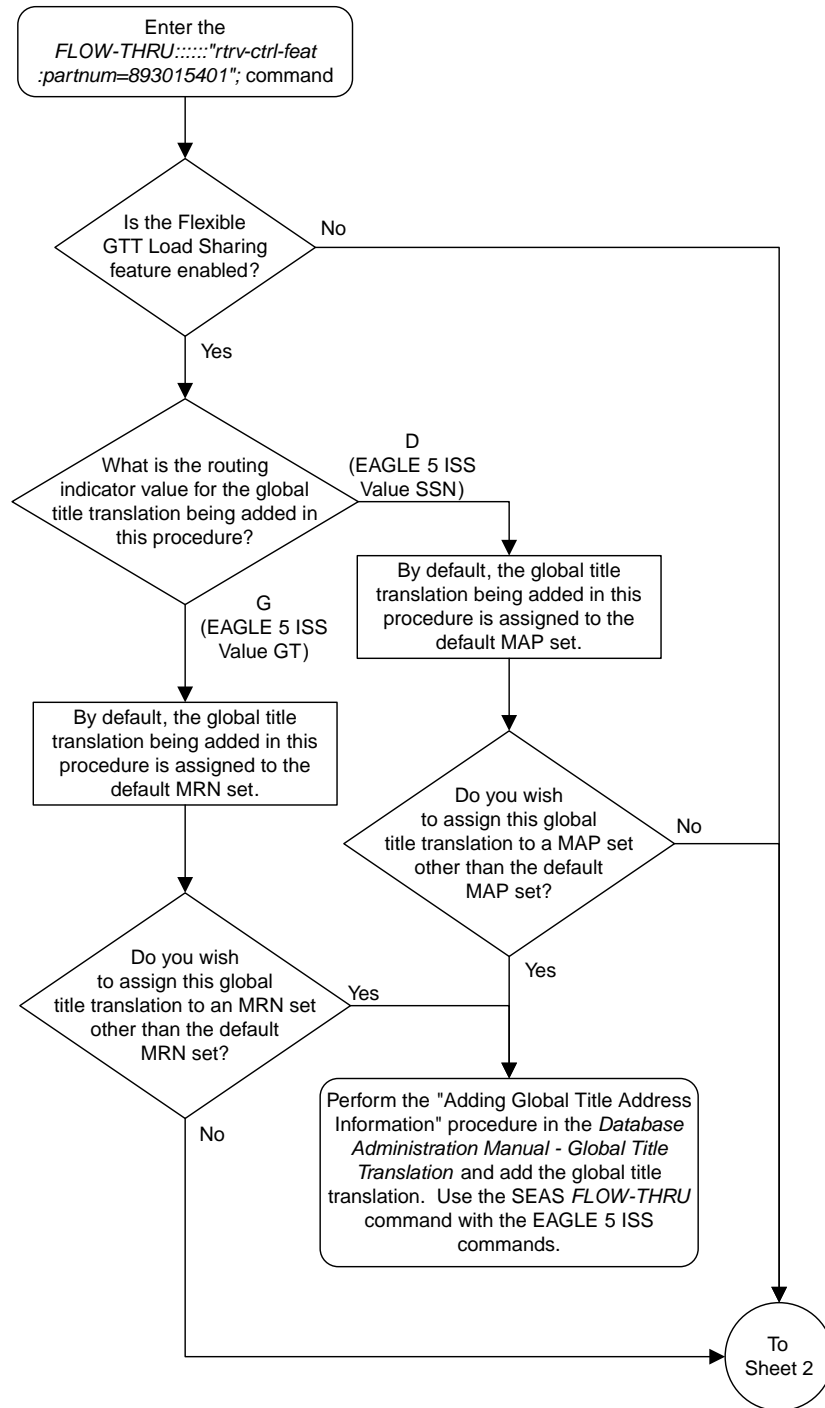 Enter the
FLOW-THRU::::::"rtrv-ctrl-feat
:partnum=893015401"; command
Is the Flexible
GTT Load Sharing
feature enabled?
No
Yes
What is the routing
indicator value for the global
title translation being added in
this procedure?
D
(EAGLE 5 ISS
Value SSN)
G
(EAGLE 5 ISS
Value GT)
By default, the global title
translation being added in this
procedure is assigned to the
default MAP set.
By default, the global title
translation being added in this
procedure is assigned to the
default MRN set.
Do you wish
to assign this global
title translation to a MAP set
other than the default
MAP set?
No
Yes
Do you wish
to assign this global
title translation to an MRN set
other than the default
MRN set?
Yes
No
Perform the "Adding Global Title Address
Information" procedure in the Database
Administration Manual - Global Title
Translation and add the global title
translation. Use the SEAS FLOW-THRU
command with the EAGLE 5 ISS
commands.
To
Sheet 2